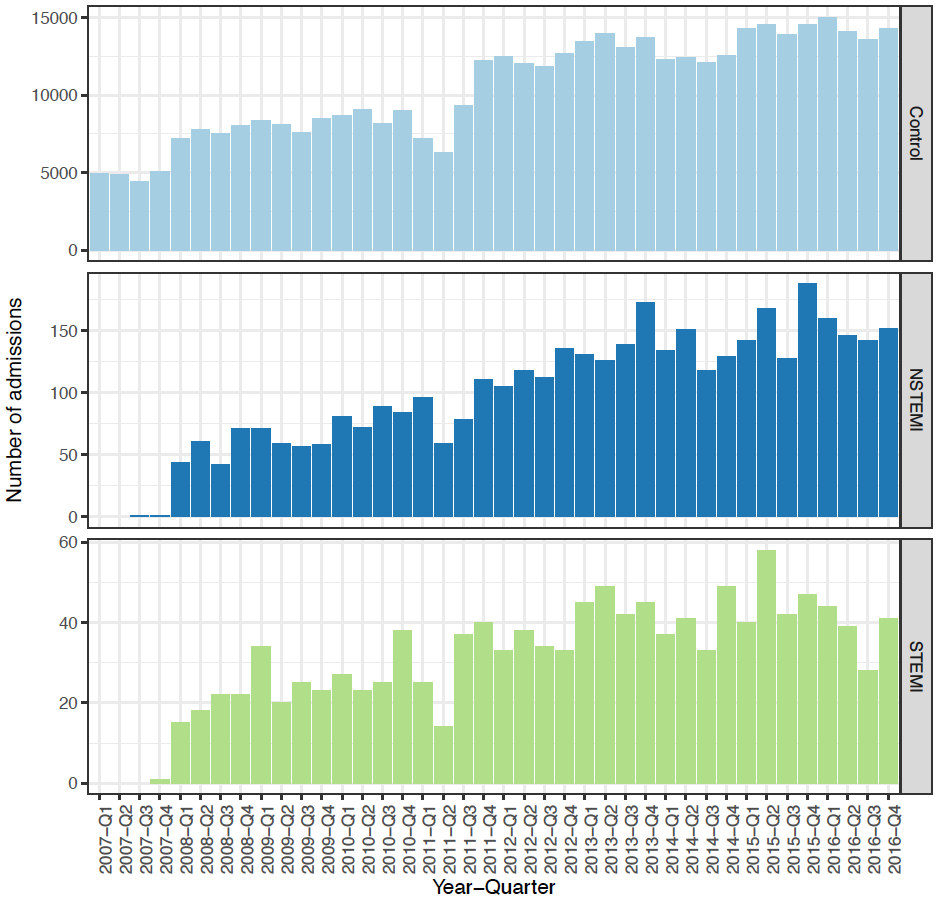 15000
10000
5000
0
Control
150
100
50
0
NSTEMI
60
40
20
0
STEMI
Number of admissions
2007−Q1
2007−Q2
2007−Q3
2007−Q4
2008−Q1
2008−Q2
2008−Q3
2008−Q4
2009−Q1
2009−Q2
2009−Q3
2009−Q4
2010−Q1
2010−Q2
2010−Q3
2010−Q4
2011−Q1
2011−Q2
2011−Q3
2011−Q4
2012−Q1
2012−Q2
2012−Q3
2012−Q4
2013−Q1
2013−Q2
2013−Q3
2013−Q4
2014−Q1
2014−Q2
2014−Q3
2014−Q4
2015−Q1
2015−Q2
2015−Q3
2015−Q4
2016−Q1
2016−Q2
2016−Q3
2016−Q4
Year−Quarter